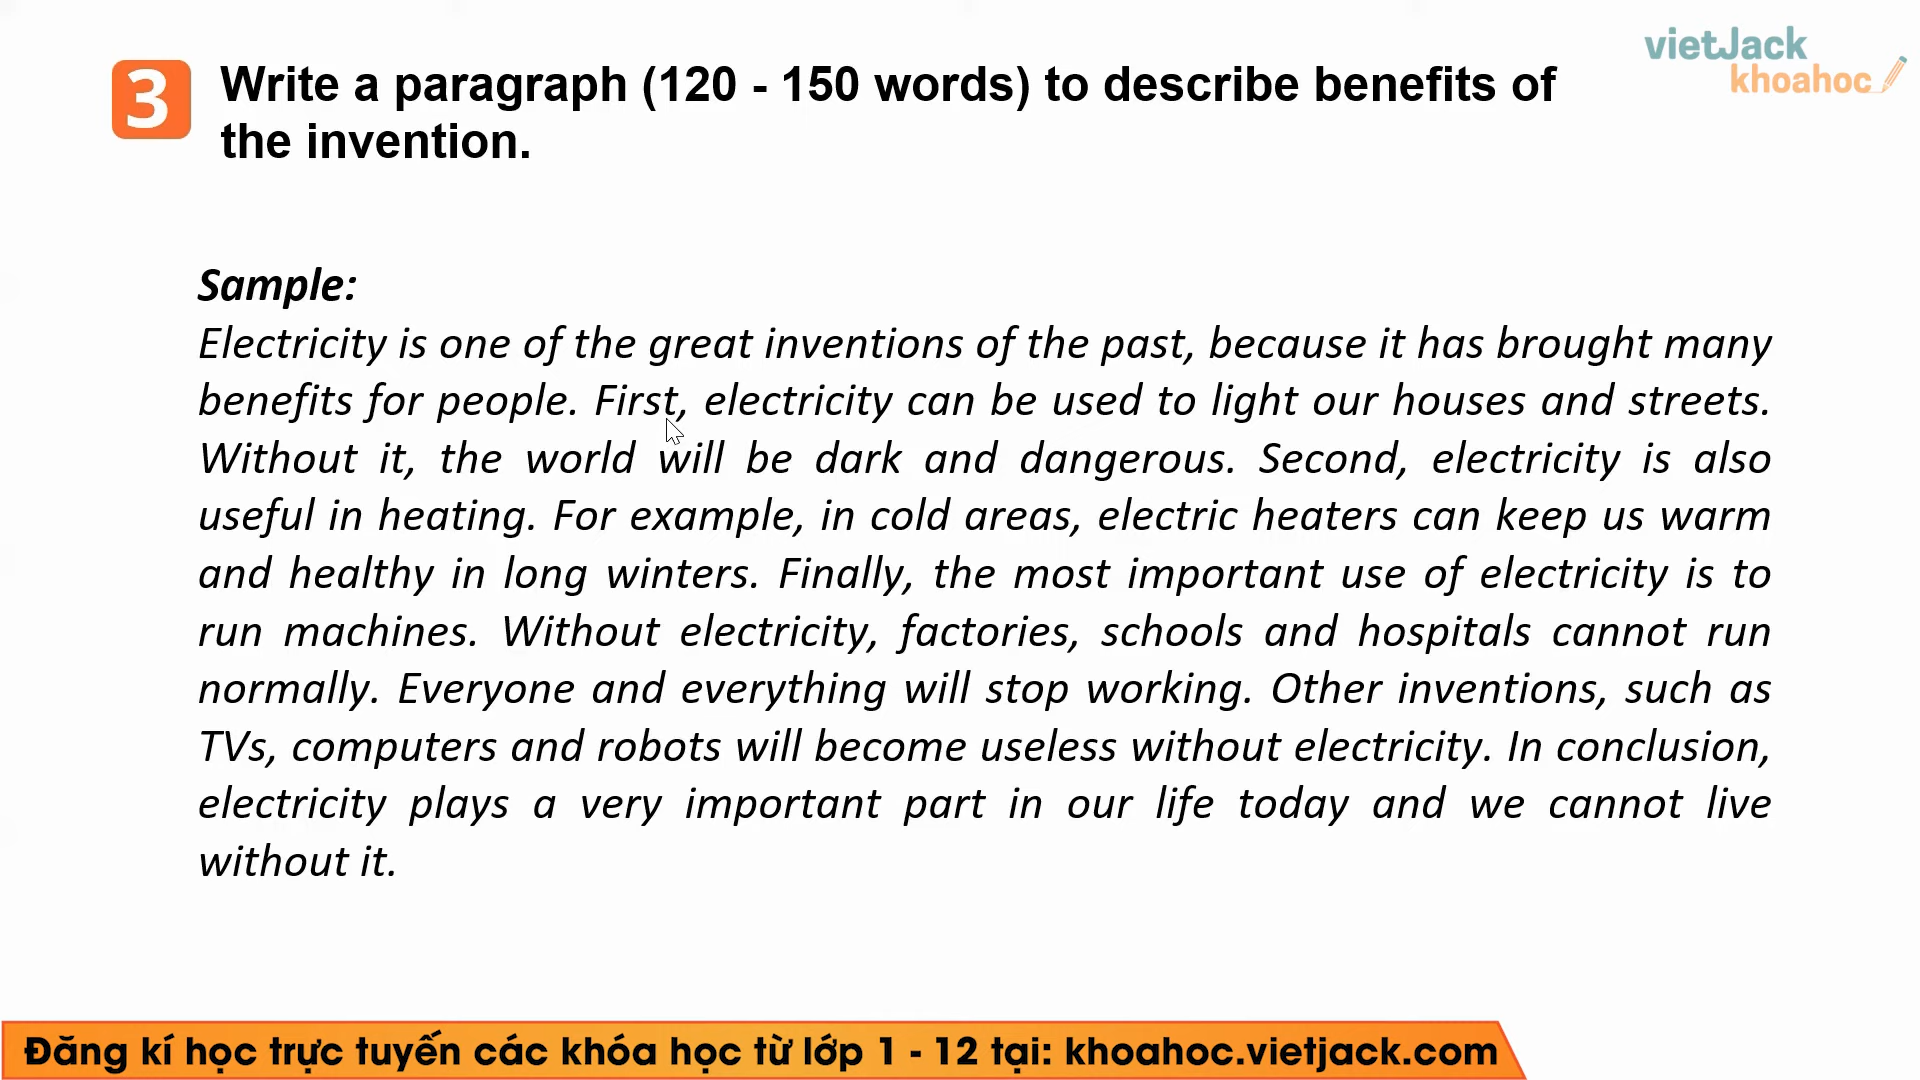 vietJack
khoahoc
3
Write a paragraph (120 - 150 words) to describe benefits of
the invention.
Sample:
Electricity is one of the great inventions of the past, because it has brought many
benefits for people. First, electricity can be used to light our houses and streets.
Without it, the world will be dark and dangerous. Second, electricity is also
useful in heating. For example, in cold areas, electric heaters can keep us warm
and healthy in long winters. Finally, the most important use of electricity is to
run machines. Without electricity, factories, schools and hospitals cannot run
normally. Everyone and everything will stop working. Other inventions, such as
TVs, computers and robots will become useless without electricity. In conclusion,
electricity plays a very important part in our life today and we cannot live
without it.
Đăng kí học trực tuyến các khóa học từ lớp 1 - 12 tại: khoahoc.vietjack.com